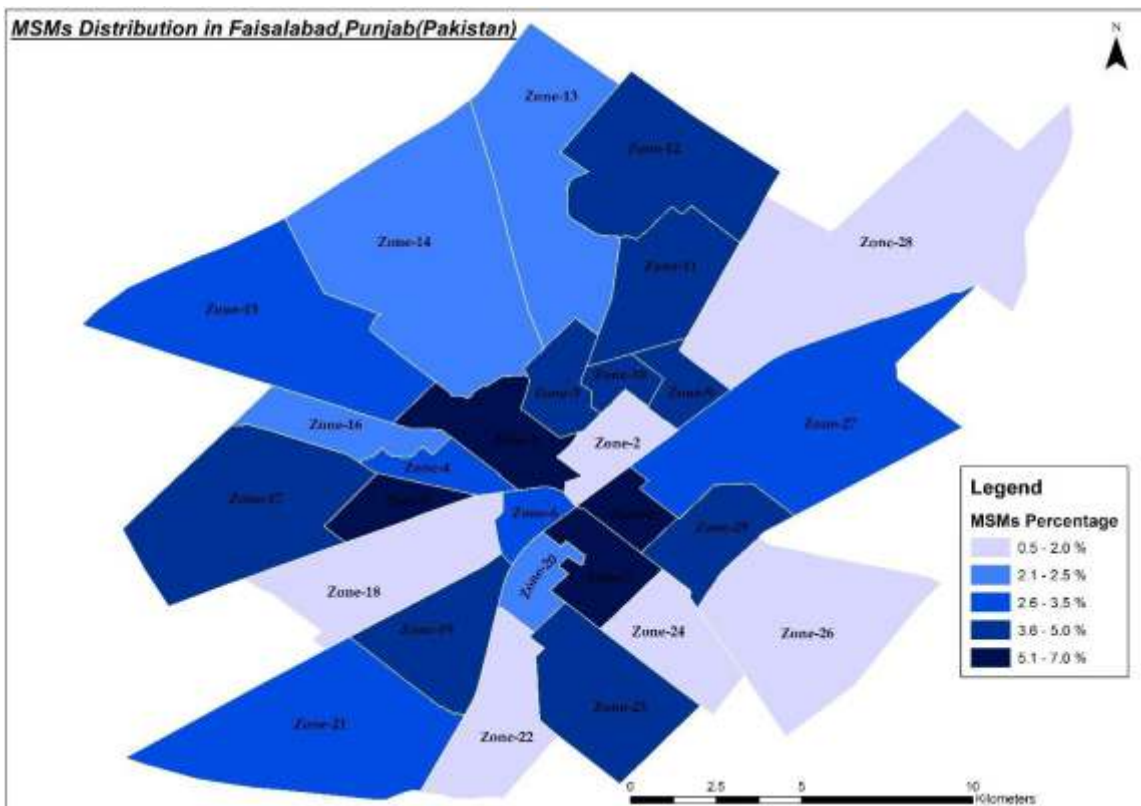 MSMs Distribution in Faisalabad,Punjab(Pakistan)
N
Zone-13
Zone-12
Zone-28
Zone-14
Zone-11
Zone-15
Zone-10
Zone-9
Zone-16
Zone-2
Zone-27
Zone-4
Zone-17
Zone-6
Zone-20
Zone-18
Zone-24
Zone-26
Zone-21
Zone-22
Zone-23
Legend
MSMs Percentage
0.5 - 2.0 %
2.1 - 2.5 %
2.6 - 3.5 %
3.6 - 5.0 %
5.1 - 7.0 %
0
2.5
5
10
Kilometers